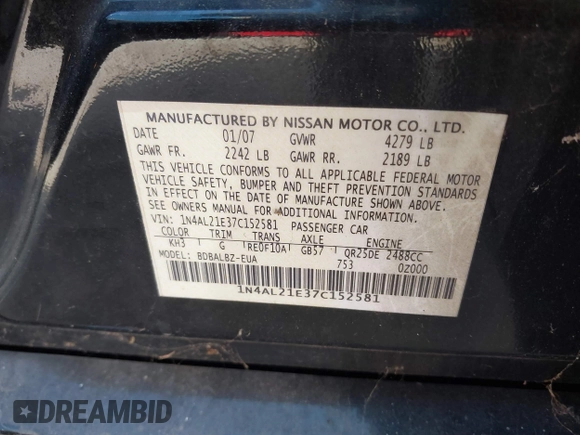 MANUFACTURED BY NISSAN MOTOR CO., LTD.
DATE 01/07 GVWR 4279 LB
GAWR FR. 2242 LB GAWR RR. 2189 LB
THIS VEHICLE CONFORMS TO ALL APPLICABLE FEDERAL MOTOR
VEHICLE SAFETY, BUMPER AND THEFT PREVENTION STANDARDS
IN EFFECT ON THE DATE OF MANUFACTURE SHOWN ABOVE.
SEE OWNERS MANUAL FOR ADDITIONAL INFORMATION.
VIN: 1N4AL21E37C152581 PASSENGER CAR
COLOR TRIM TRANS AXLE ENGINE
KH3 G RE0F10A GB57 QR25DE 2488CC
MODEL: BDBALBZ-EUA 753 0Z000
1N4AL21E37C152581
DREAMBID